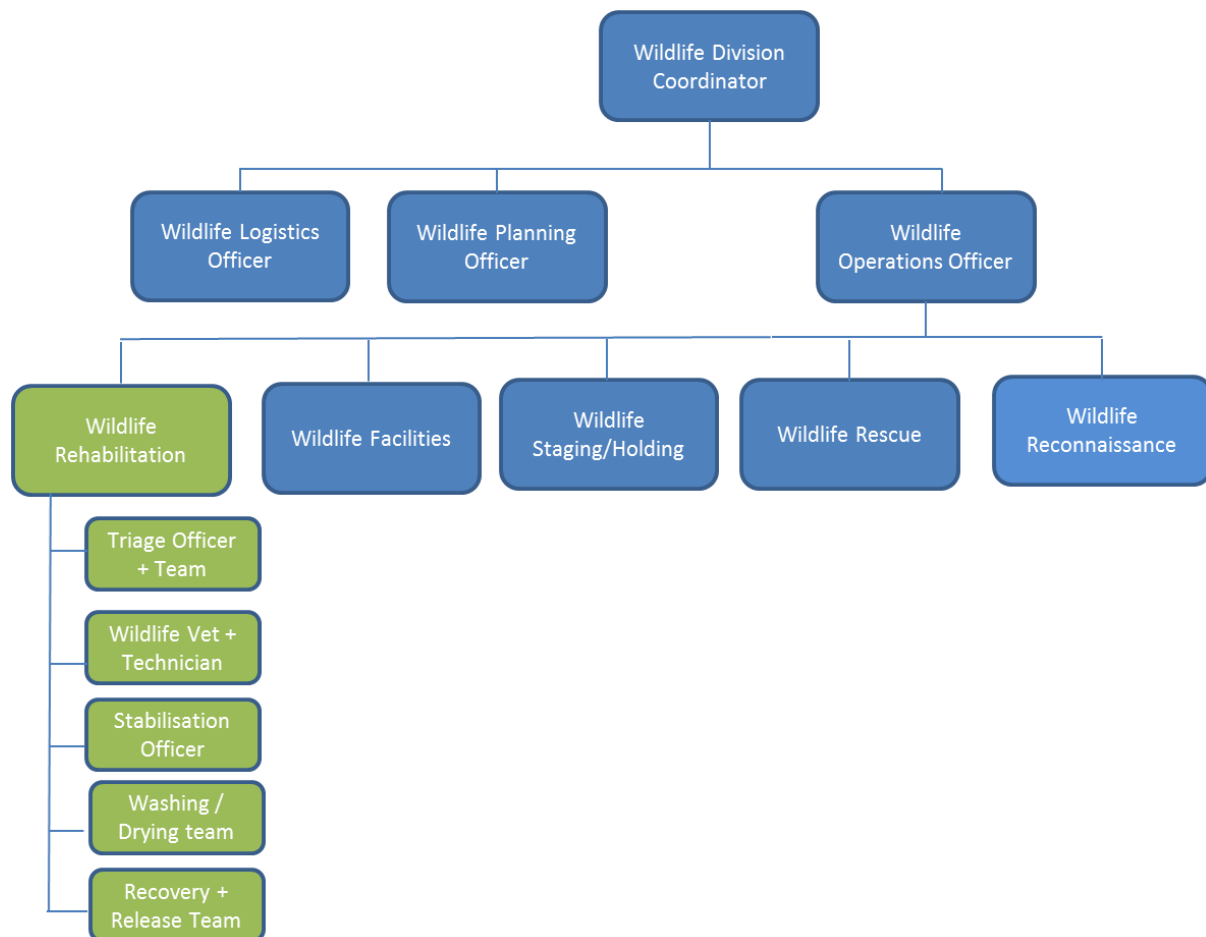 Wildlife Division
Coordinator
Wildlife Logistics
Officer
Wildlife Planning
Officer
Wildlife
Operations Officer
Wildlife
Rehabilitation
Wildlife Facilities
Wildlife
Staging/Holding
Wildlife Rescue
Wildlife
Reconnaissance
Triage Officer
+ Team
Wildlife Vet +
Technician
Stabilisation
Officer
Washing /
Drying team
Recovery +
Release Team